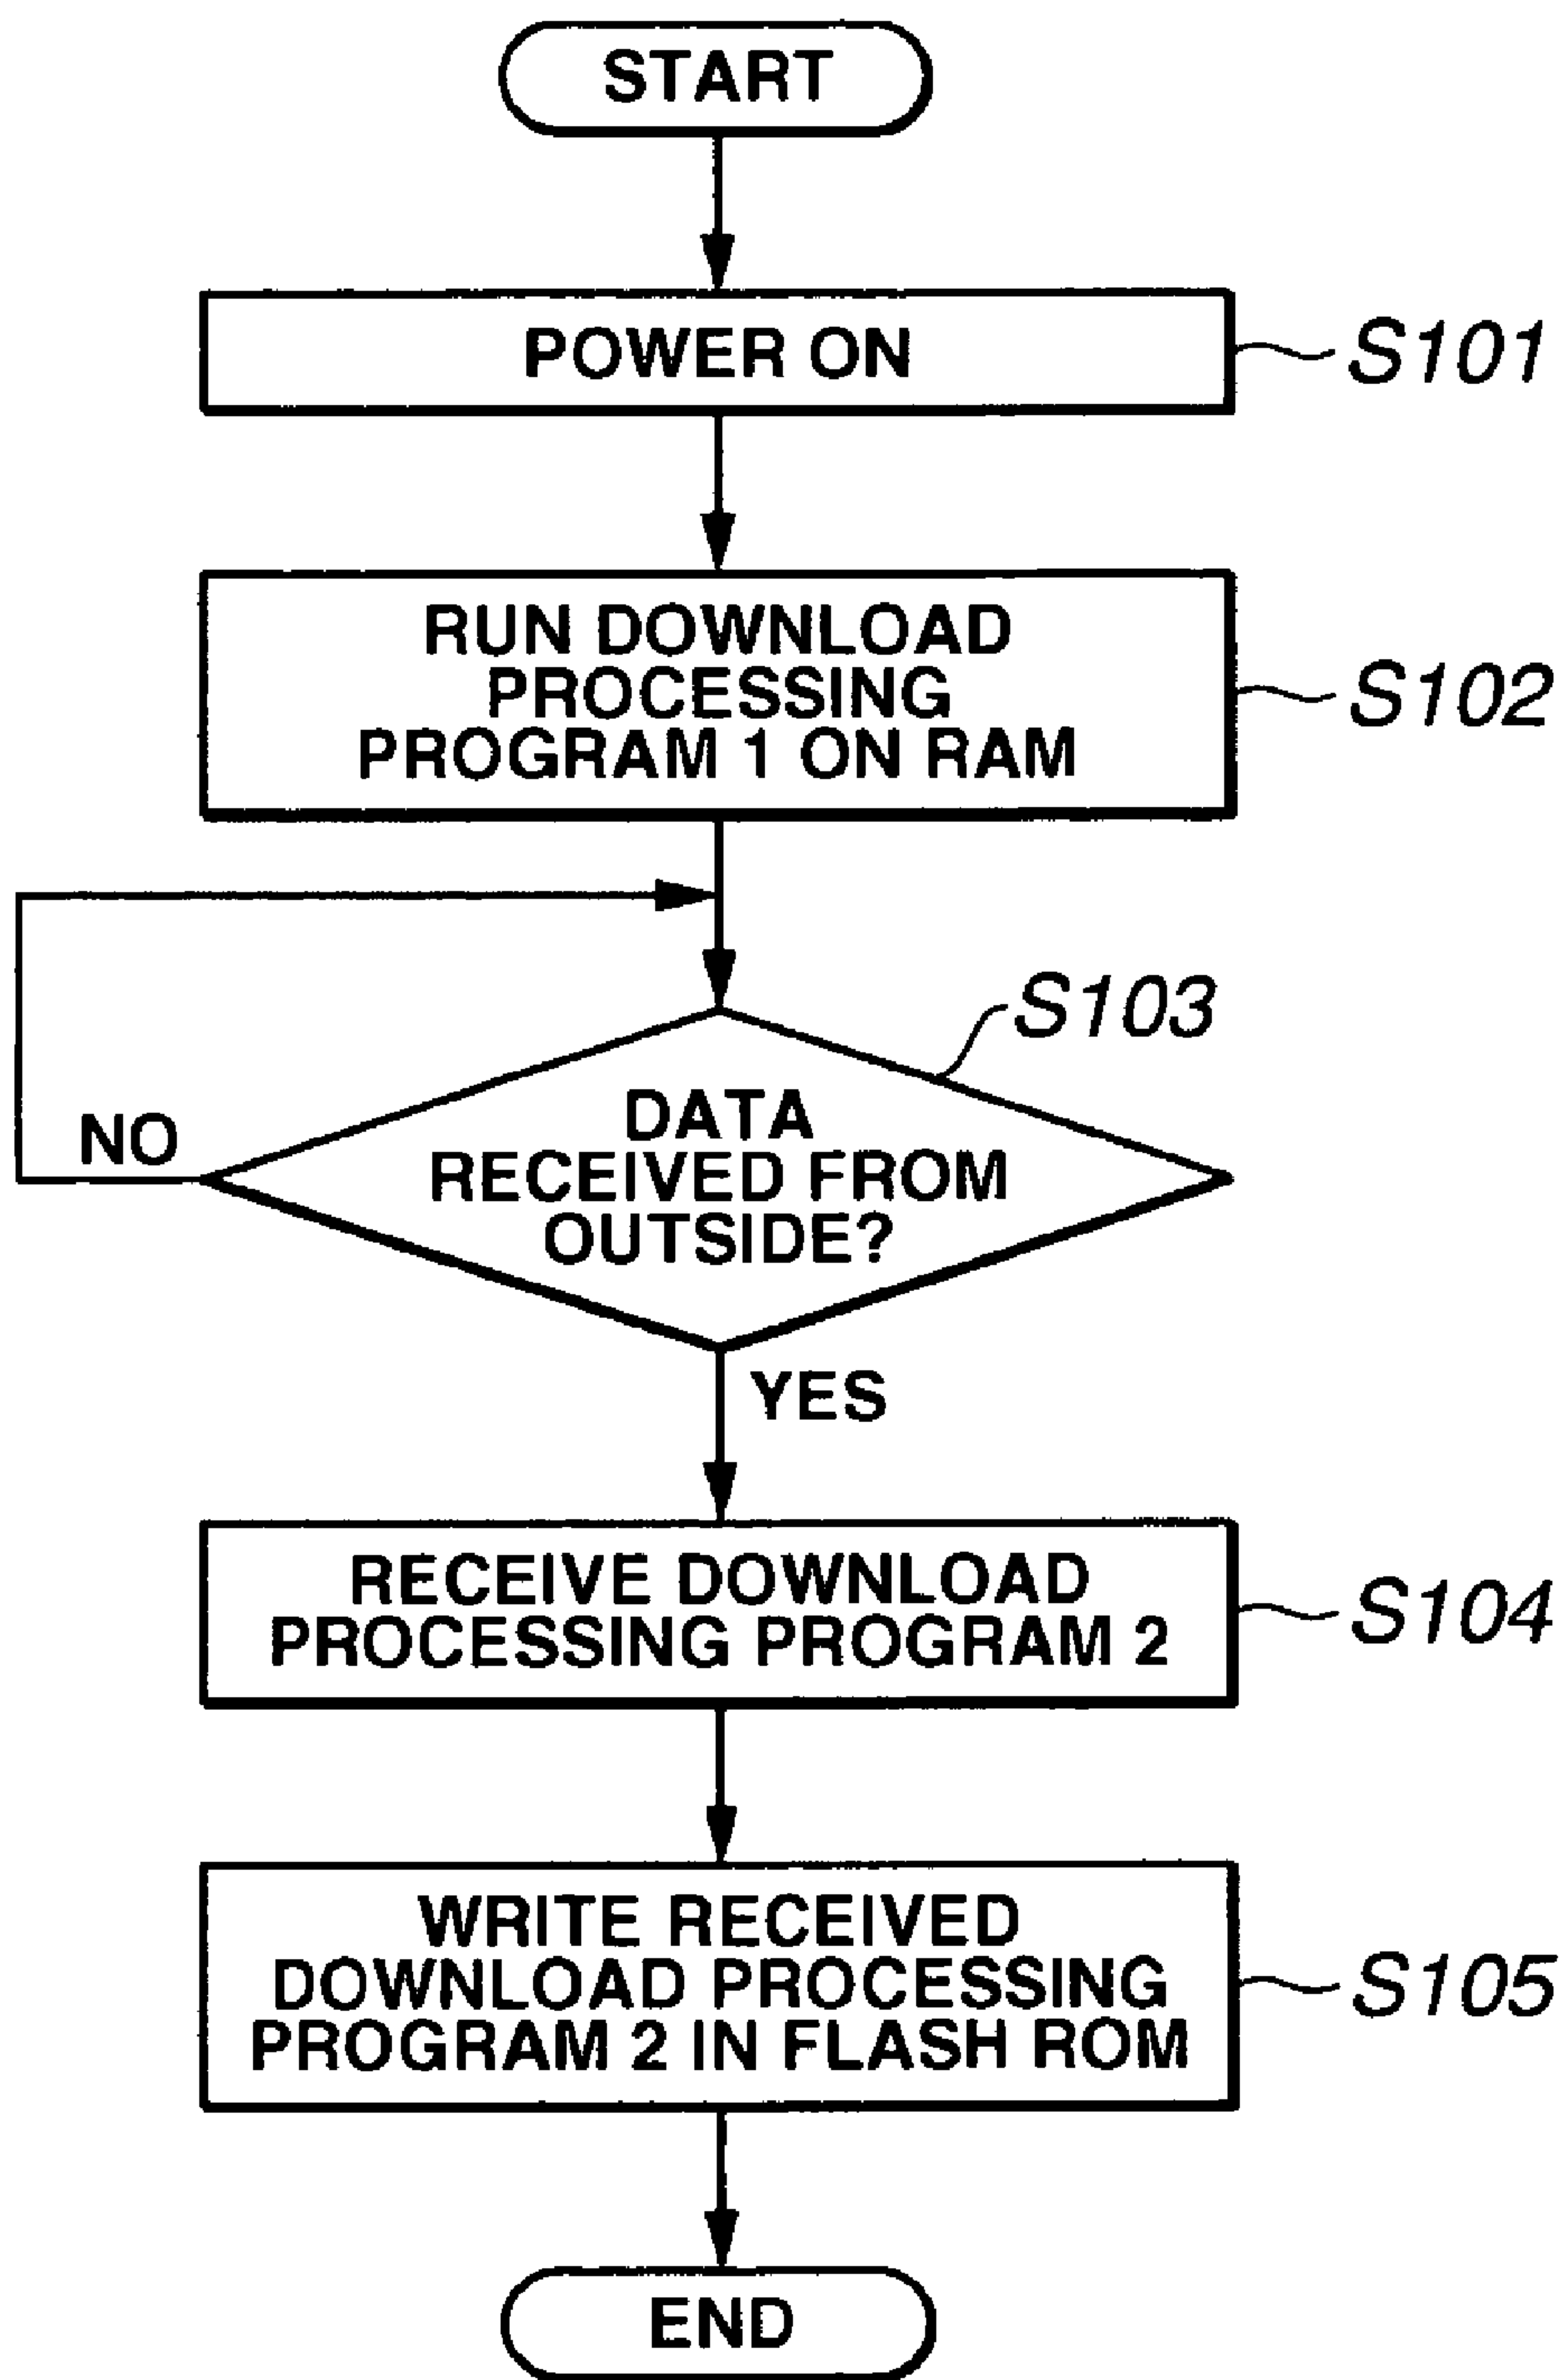 START
POWER ON
S101
RUN DOWNLOAD
PROCESSING
PROGRAM 1 ON RAM
S102
S103
DATA
RECEIVED FROM
OUTSIDE?
NO
YES
RECEIVE DOWNLOAD
PROCESSING PROGRAM 2
S104
WRITE RECEIVED
DOWNLOAD PROCESSING
PROGRAM 2 IN FLASH ROM
S105
END